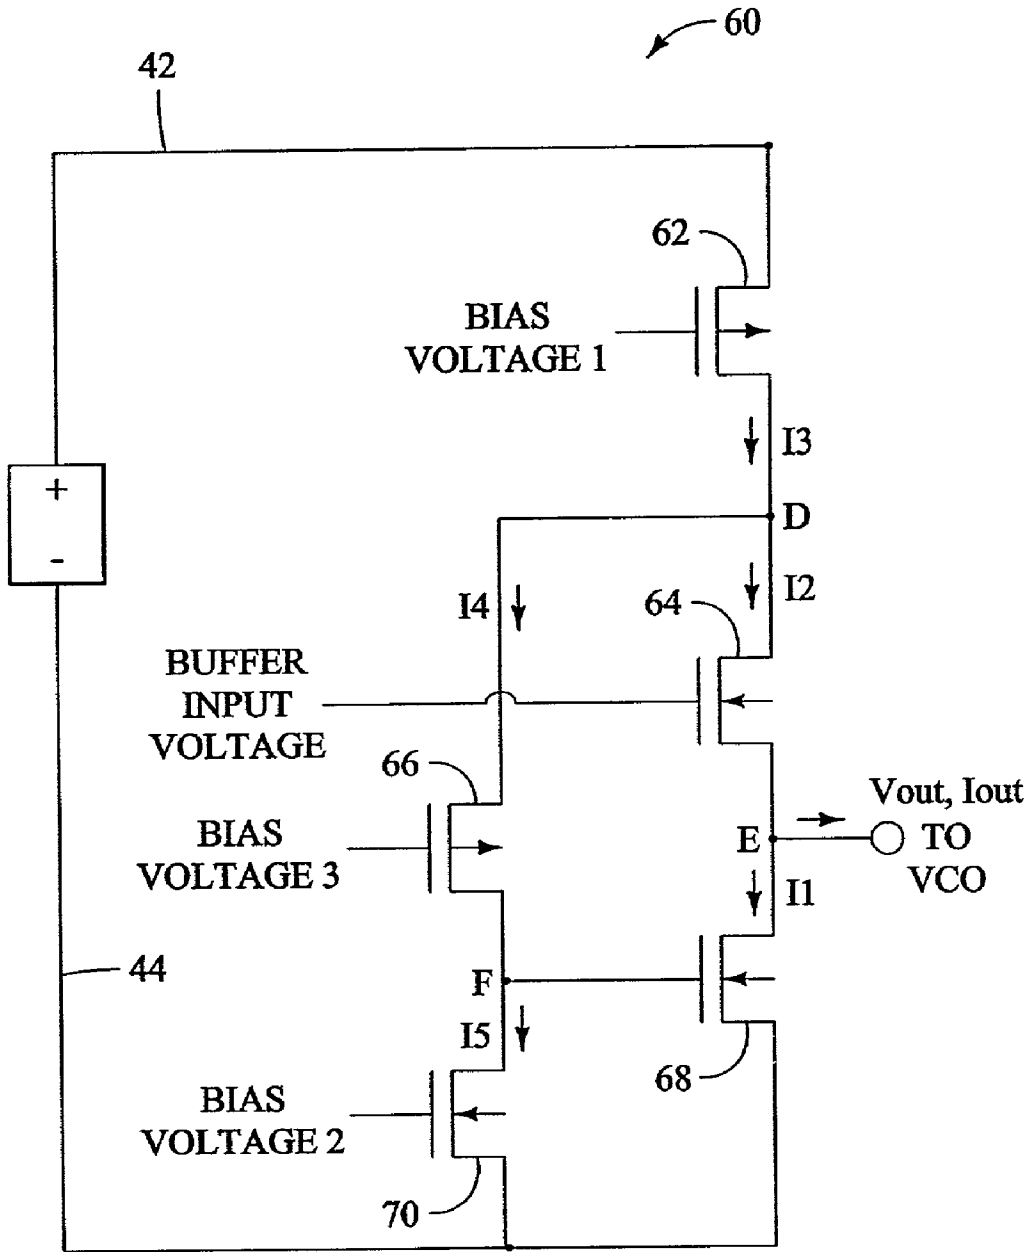 60
42
62
BIAS
VOLTAGE 1
I3
+
D
-
I2
I4
64
BUFFER
INPUT
VOLTAGE
66
Vout, Iout
TO
VCO
E
BIAS
VOLTAGE 3
I1
44
F
I5
68
BIAS
VOLTAGE 2
70